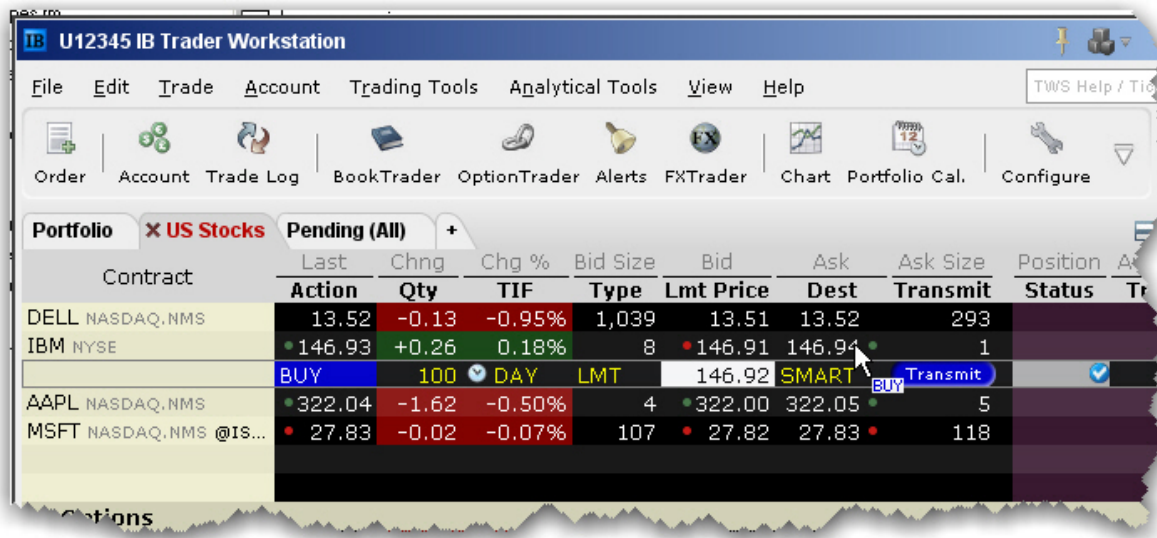 pes (m
IB U12345 IB Trader Workstation
File Edit Trade Account Trading Tools Analytical Tools View Help TWS Help / Tic
12 FX
Order Account Trade Log BookTrader OptionTrader Alerts FXTrader Chart Portfolio Cal. Configure
Portfolio US Stocks Pending (All) +
Contract Last Chng Chg % Bid Size Bid Ask Ask Size Position
Action Qty TIF Type Lmt Price Dest Transmit Status Tr
DELL NASDAQ.NMS 13.52 -0.13 -0.95% 1,039 13.51 13.52 293
IBM NYSE 146.93 +0.26 0.18% 8 146.91 146.94 1
BUY 100 DAY LMT 146.92 SMART BUY Transmit
AAPL NASDAQ.NMS 322.04 -1.62 -0.50% 4 322.00 322.05 5
MSFT NASDAQ.NMS @IS... 27.83 -0.02 -0.07% 107 27.82 27.83 118